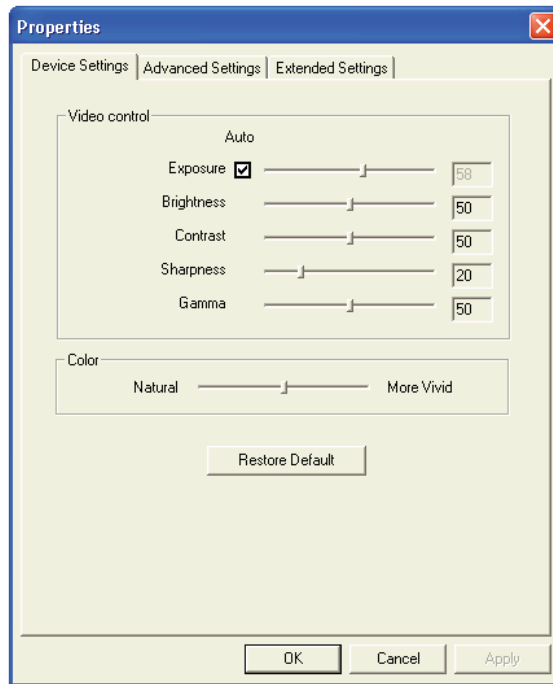 Properties
Device Settings Advanced Settings Extended Settings
Video control
Auto
Exposure 58
Brightness 50
Contrast 50
Sharpness 20
Gamma 50
Color
Natural More Vivid
Restore Default
OK Cancel Apply